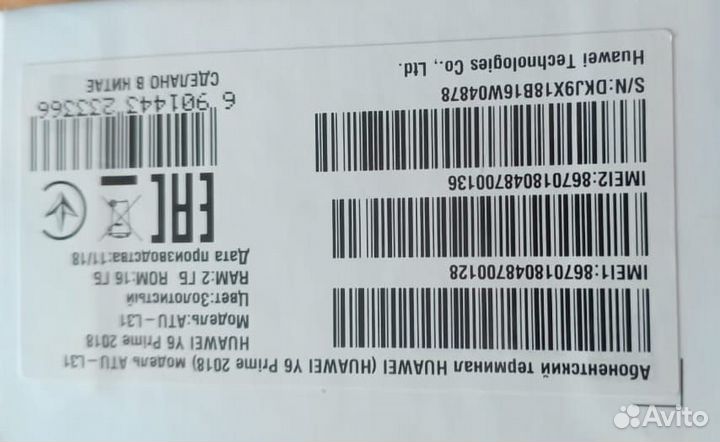 Абонентский терминал HUAWEI (HUAWEI Y6 Prime 2018) модель ATU-L31
IMEI1:867018048700128
IMEI2:867018048700136
S/N:DKJ9X18B16W04878
Huawei Technologies Co., Ltd.
HUAWEI Y6 Prime 2018
Модель:ATU-L31
Цвет:Золотистый
RAM:2 ГБ ROM:16 ГБ
Дата производства:11/18
EAC
6 901443 233366
СДЕЛАНО В КИТАЕ
Avito